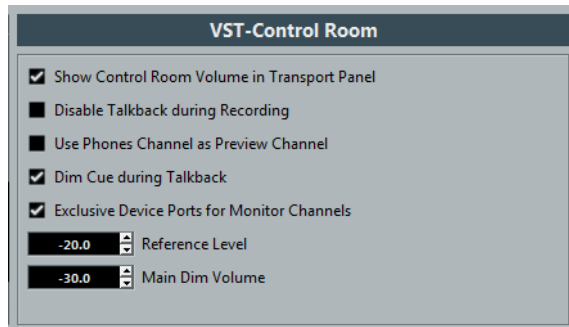 VST-Control Room
Show Control Room Volume in Transport Panel
Disable Talkback during Recording
Use Phones Channel as Preview Channel
Dim Cue during Talkback
Exclusive Device Ports for Monitor Channels
-20.0 Reference Level
-30.0 Main Dim Volume